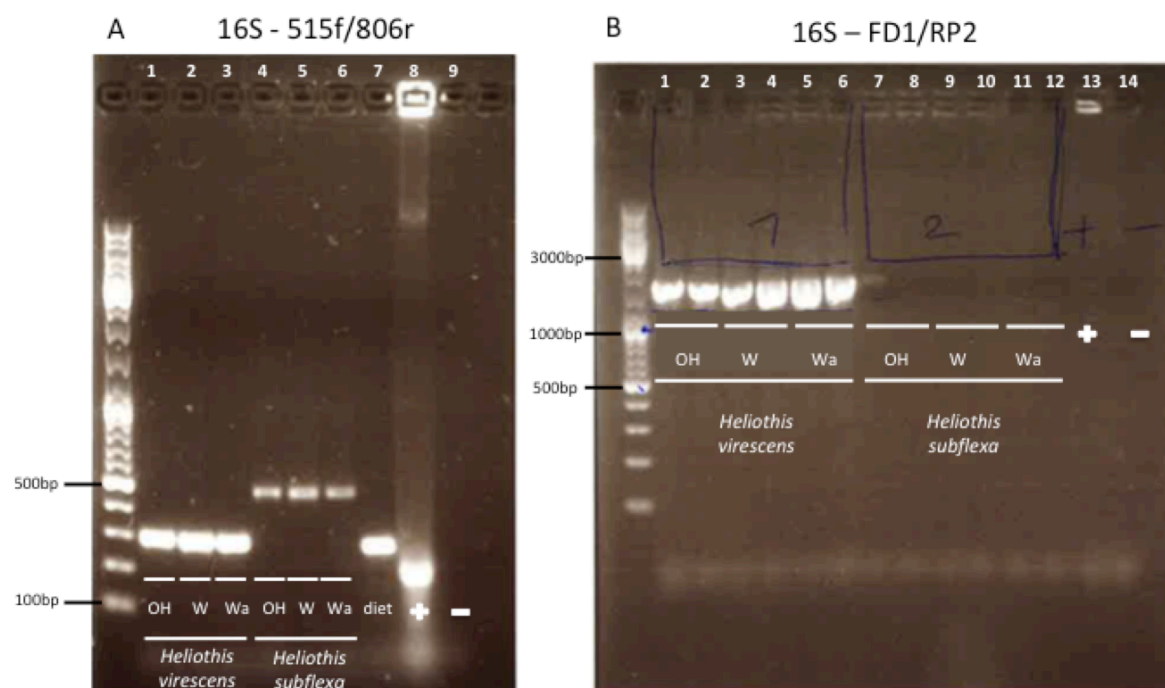 A
16S - 515f/806r
1 2 3 4 5 6 7 8 9
500bp
100bp
OH W Wa OH W Wa diet + −
Heliothis virescens
Heliothis subflexa
B
16S – FD1/RP2
1 2 3 4 5 6 7 8 9 10 11 12 13 14
1 2 + −
3000bp
1000bp
500bp
+ −
OH W Wa OH W Wa
Heliothis virescens
Heliothis subflexa